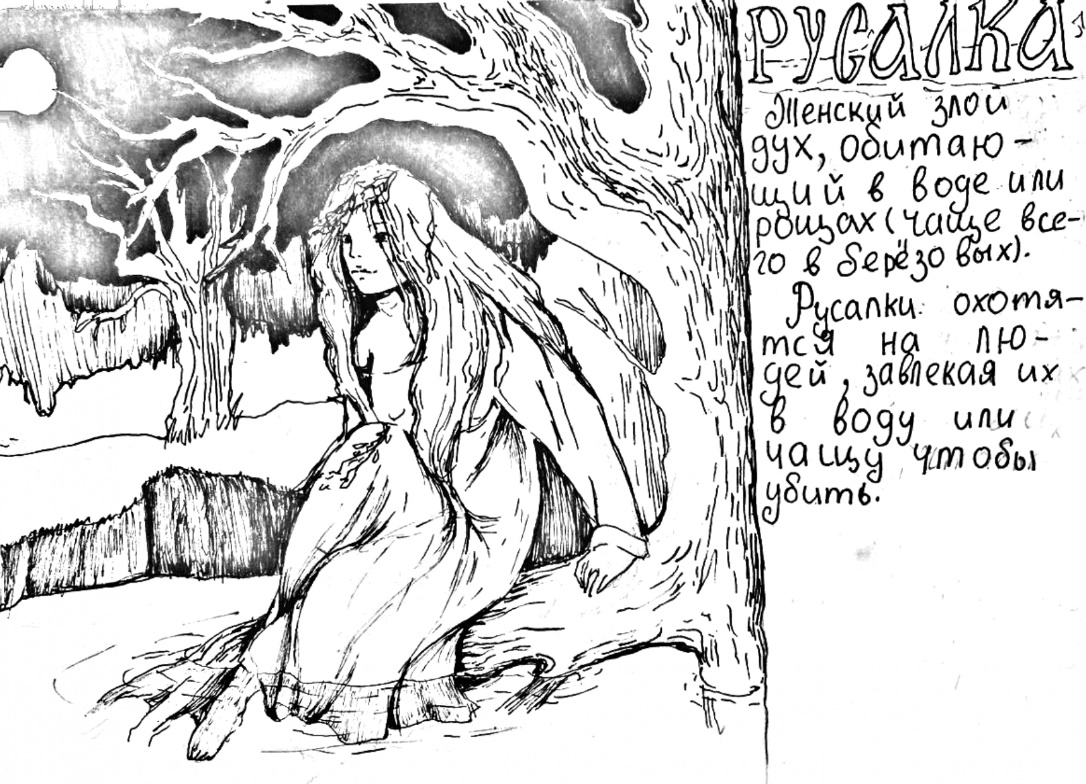 РУСАЛКА
Женский злой
дух, обитаю-
щий в воде или
рощах (чаще все-
го в берёзовых).
Русалки охотя-
тся на лю-
дей, завлекая их
в воду или
чащу чтобы
убить.